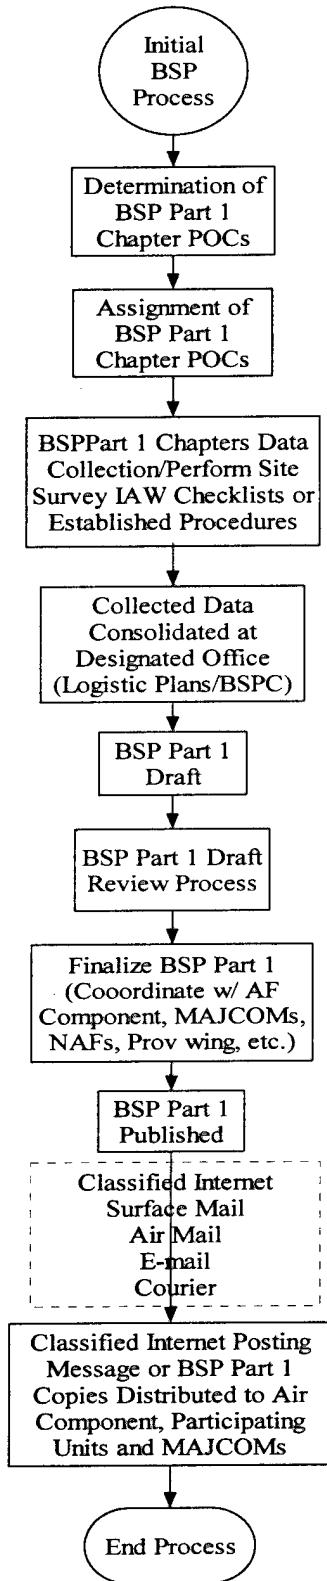 Initial
BSP
Process
Determination of
BSP Part 1
Chapter POCs
Assignment of
BSP Part 1
Chapter POCs
BSPPart 1 Chapters Data
Collection/Perform Site
Survey IAW Checklists or
Established Procedures
Collected Data
Consolidated at
Designated Office
(Logistic Plans/BSPC)
BSP Part 1
Draft
BSP Part 1 Draft
Review Process
Finalize BSP Part 1
(Cooordinate w/ AF
Component, MAJCOMs,
NAFs, Prov wing, etc.)
BSP Part 1
Published
Classified Internet
Surface Mail
Air Mail
E-mail
Courier
Classified Internet Posting
Message or BSP Part 1
Copies Distributed to Air
Component, Participating
Units and MAJCOMs
End Process